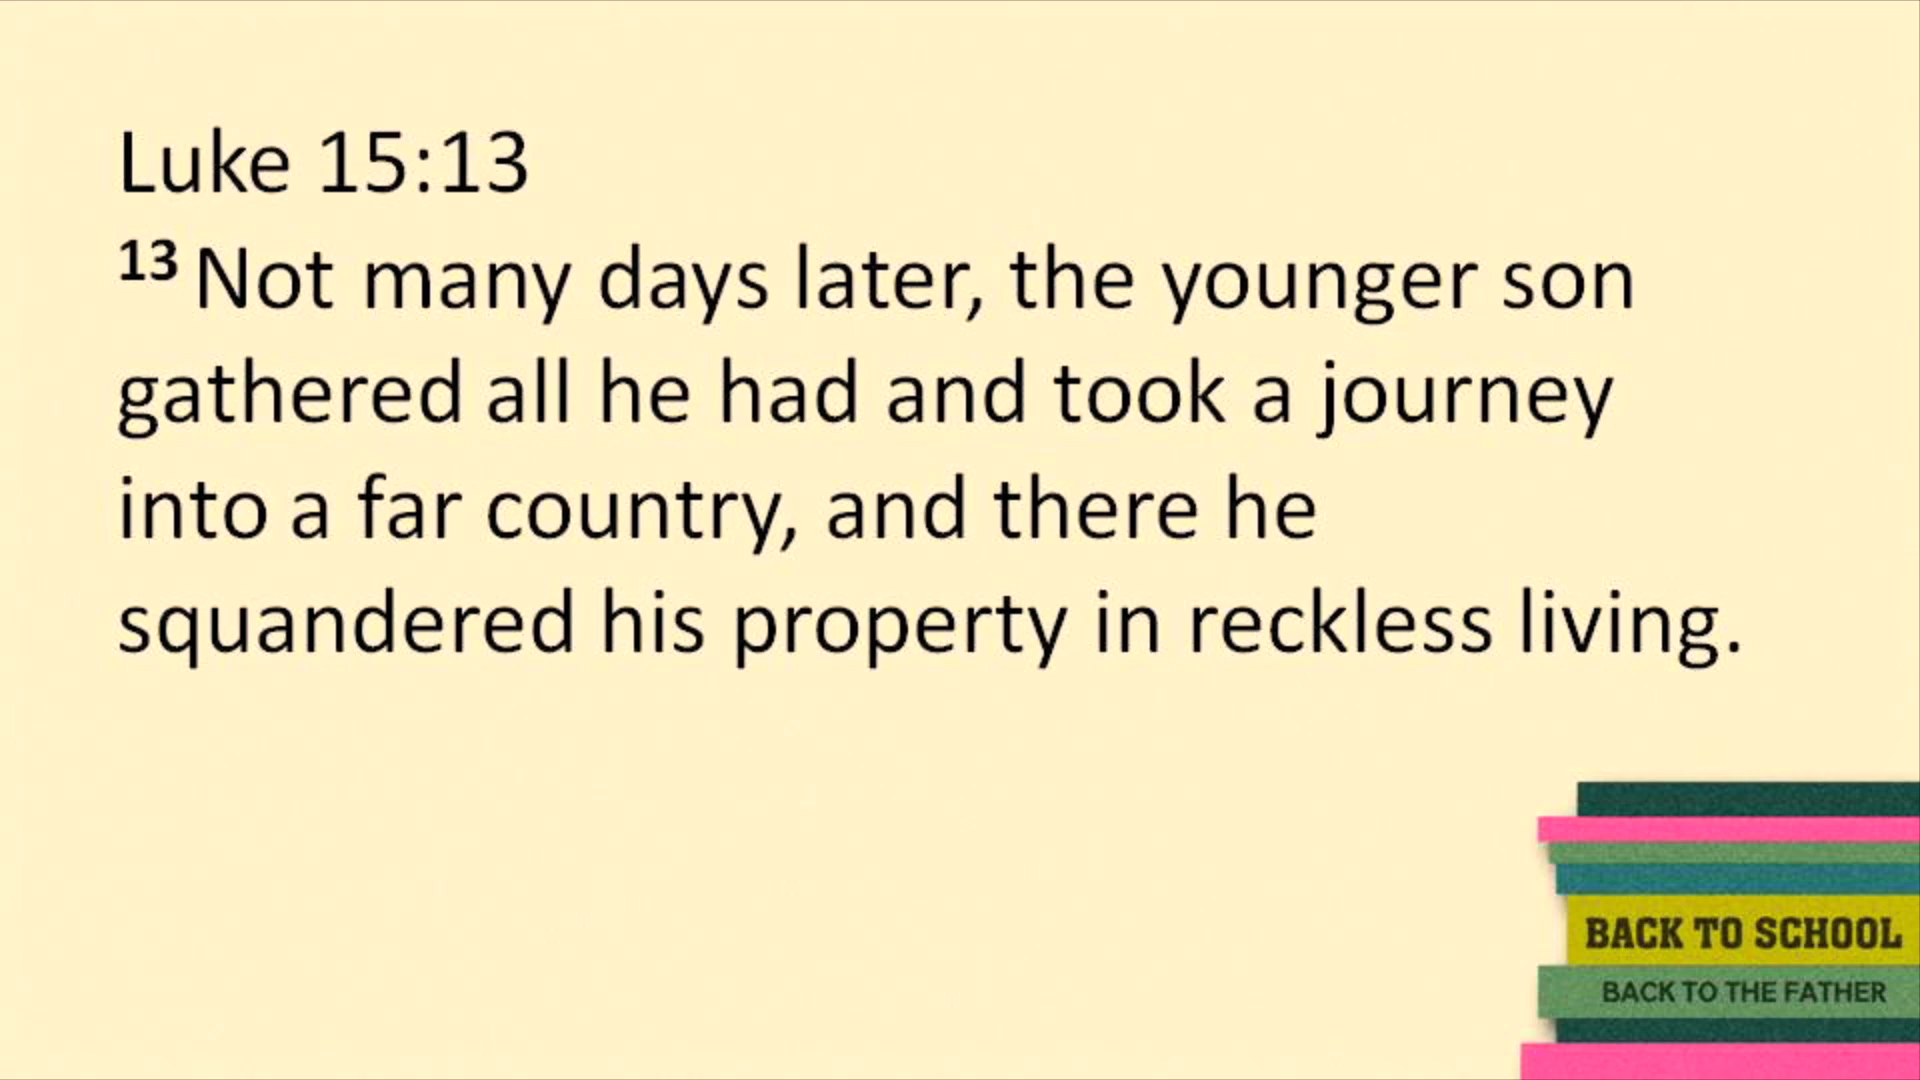 Luke 15:13
13 Not many days later, the younger son
gathered all he had and took a journey
into a far country, and there he
squandered his property in reckless living.
BACK TO SCHOOL
BACK TO THE FATHER